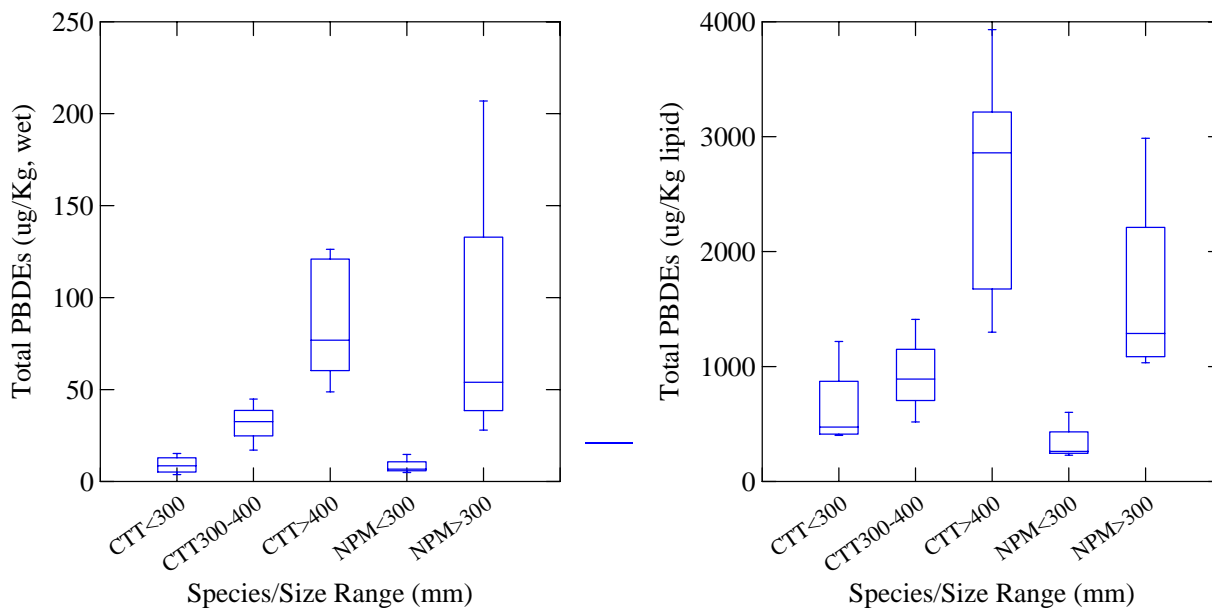 Total PBDEs (ug/Kg, wet)
250
200
150
100
50
0
CTT<300
CTT300-400
CTT>400
NPM<300
NPM>300
Species/Size Range (mm)
Total PBDEs (ug/Kg lipid)
4000
3000
2000
1000
0
CTT<300
CTT300-400
CTT>400
NPM<300
NPM>300
Species/Size Range (mm)